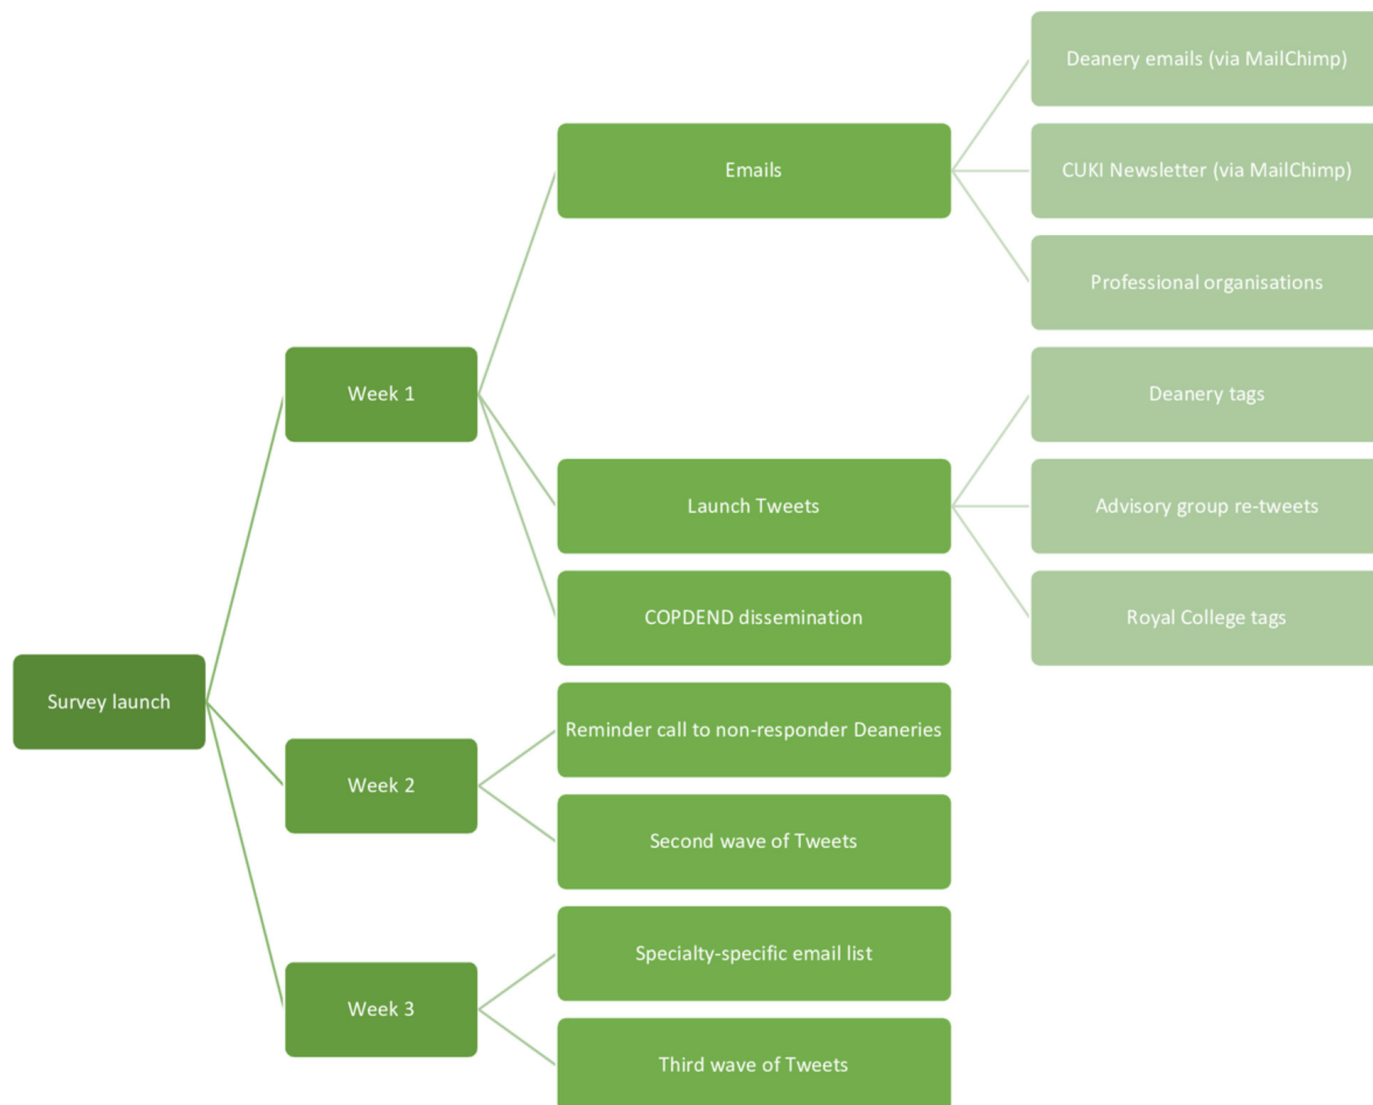 Survey launch
Week 1
Emails
Deanery emails (via MailChimp)
CUKI Newsletter (via MailChimp)
Professional organisations
Launch Tweets
Deanery tags
Advisory group re-tweets
Royal College tags
COPDEND dissemination
Week 2
Reminder call to non-responder Deaneries
Second wave of Tweets
Week 3
Specialty-specific email list
Third wave of Tweets